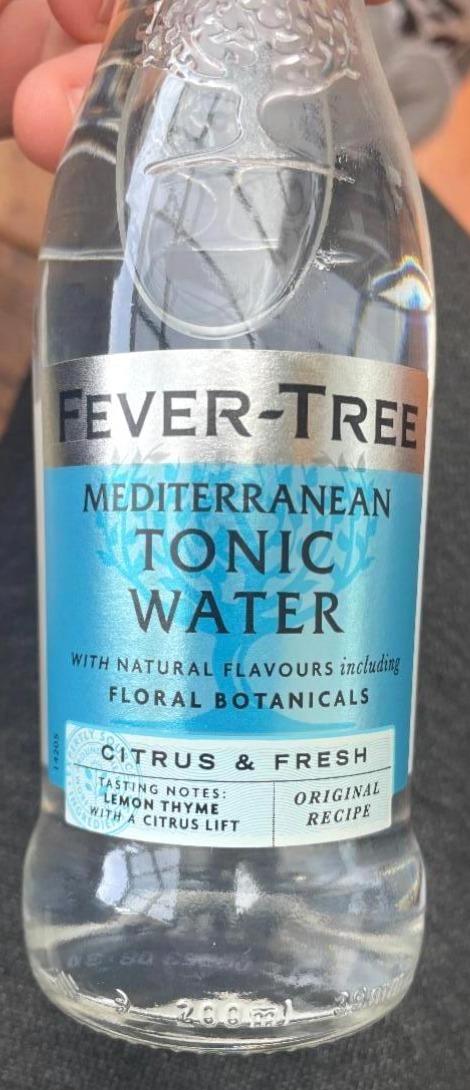 FEVER-TREE
MEDITERRANEAN
TONIC
WATER
WITH NATURAL FLAVOURS including
FLORAL BOTANICALS
CITRUS & FRESH
TASTING NOTES:
LEMON THYME
WITH A CITRUS LIFT
ORIGINAL
RECIPE
200ml